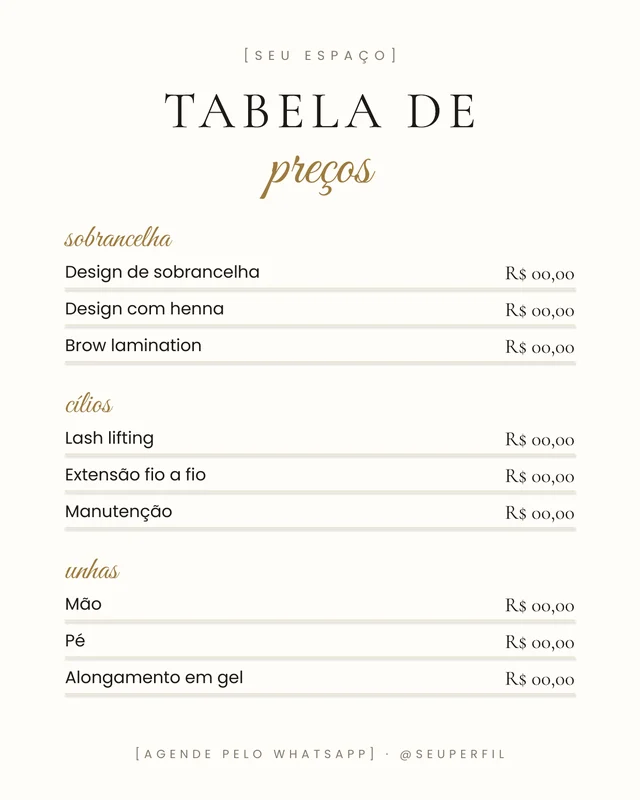 [SEU ESPAÇO]
TABELA DE
preços
sobrancelha
Design de sobrancelha R$ 00,00
Design com henna R$ 00,00
Brow lamination R$ 00,00
cílios
Lash lifting R$ 00,00
Extensão fio a fio R$ 00,00
Manutenção R$ 00,00
unhas
Mão R$ 00,00
Pé R$ 00,00
Alongamento em gel R$ 00,00
[AGENDE PELO WHATSAPP] · @SEUPERFIL